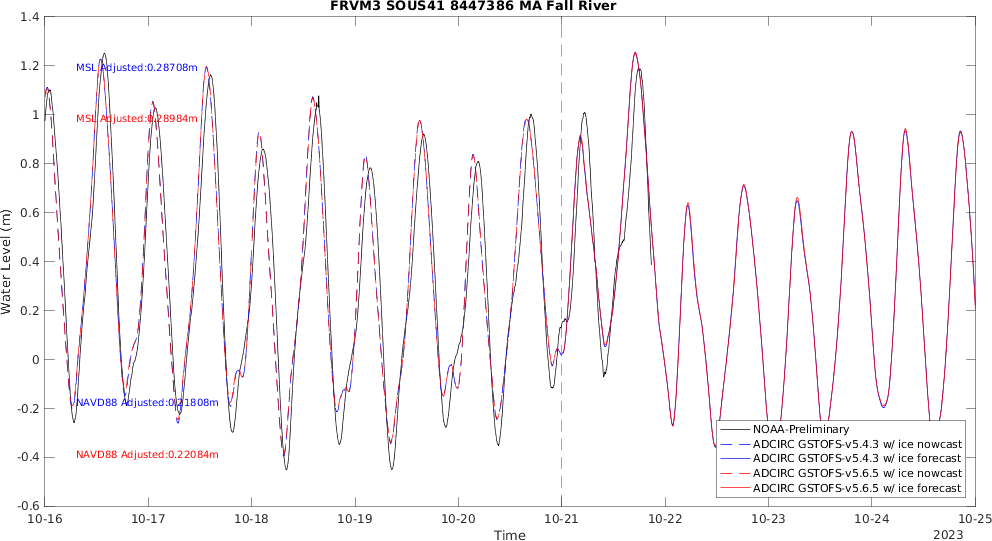 FRVM3 SOUS41 8447386 MA Fall River
1.4
1.2
1
0.8
0.6
0.4
0.2
0
-0.2
-0.4
-0.6
Water Level (m)
MSL Adjusted:0.28708m
MSL Adjusted:0.28984m
NAVD88 Adjusted:0.21808m
NAVD88 Adjusted:0.22084m
NOAA-Preliminary
ADCIRC GSTOFS-v5.4.3 w/ ice nowcast
ADCIRC GSTOFS-v5.4.3 w/ ice forecast
ADCIRC GSTOFS-v5.6.5 w/ ice nowcast
ADCIRC GSTOFS-v5.6.5 w/ ice forecast
10-16 10-17 10-18 10-19 10-20 10-21 10-22 10-23 10-24 10-25
Time
2023